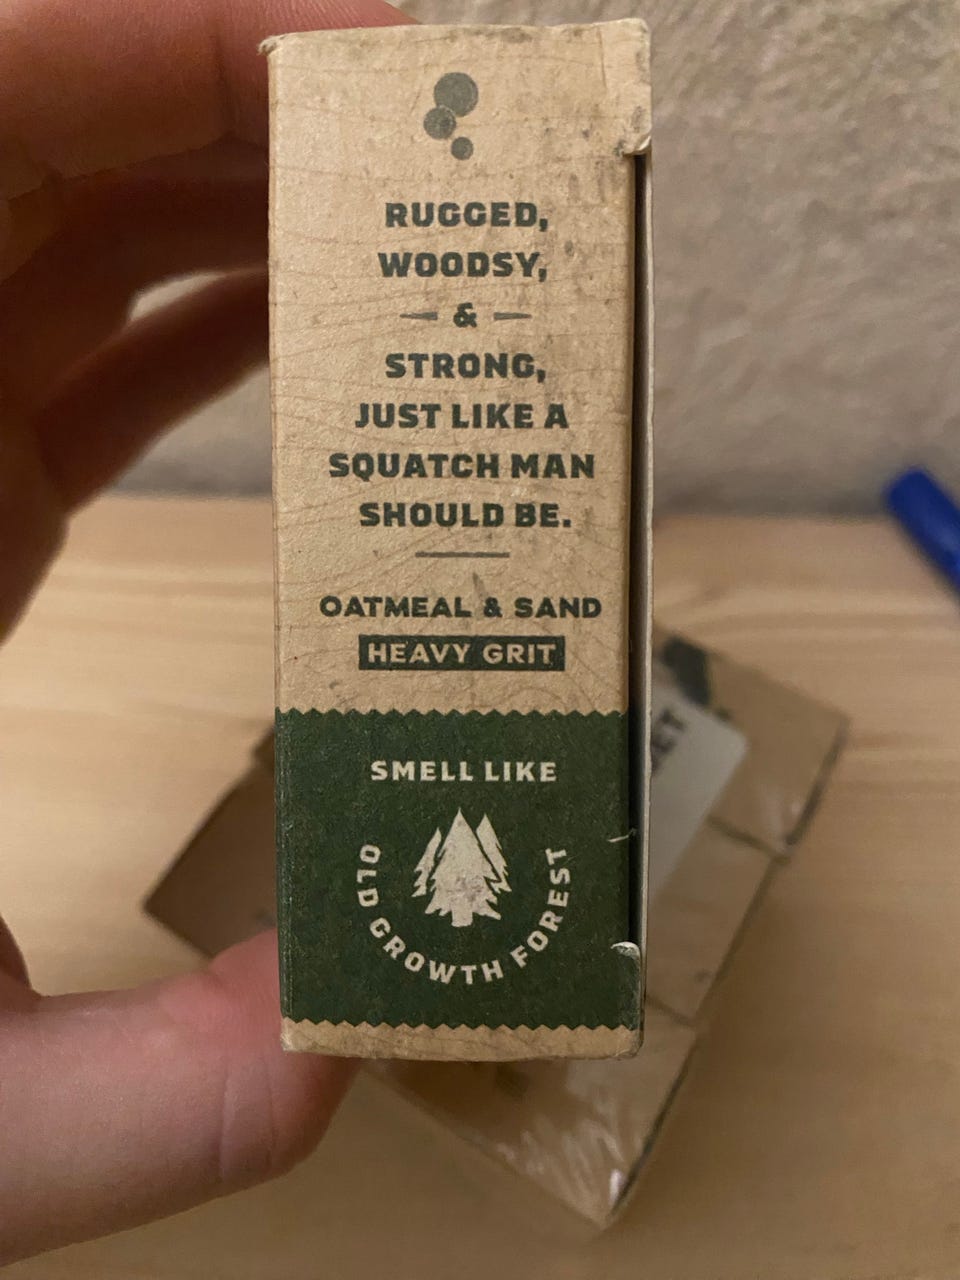 RUGGED,
WOODSY,
&
STRONG,
JUST LIKE A
SQUATCH MAN
SHOULD BE.
OATMEAL & SAND
HEAVY GRIT
SMELL LIKE
OLD GROWTH FOREST